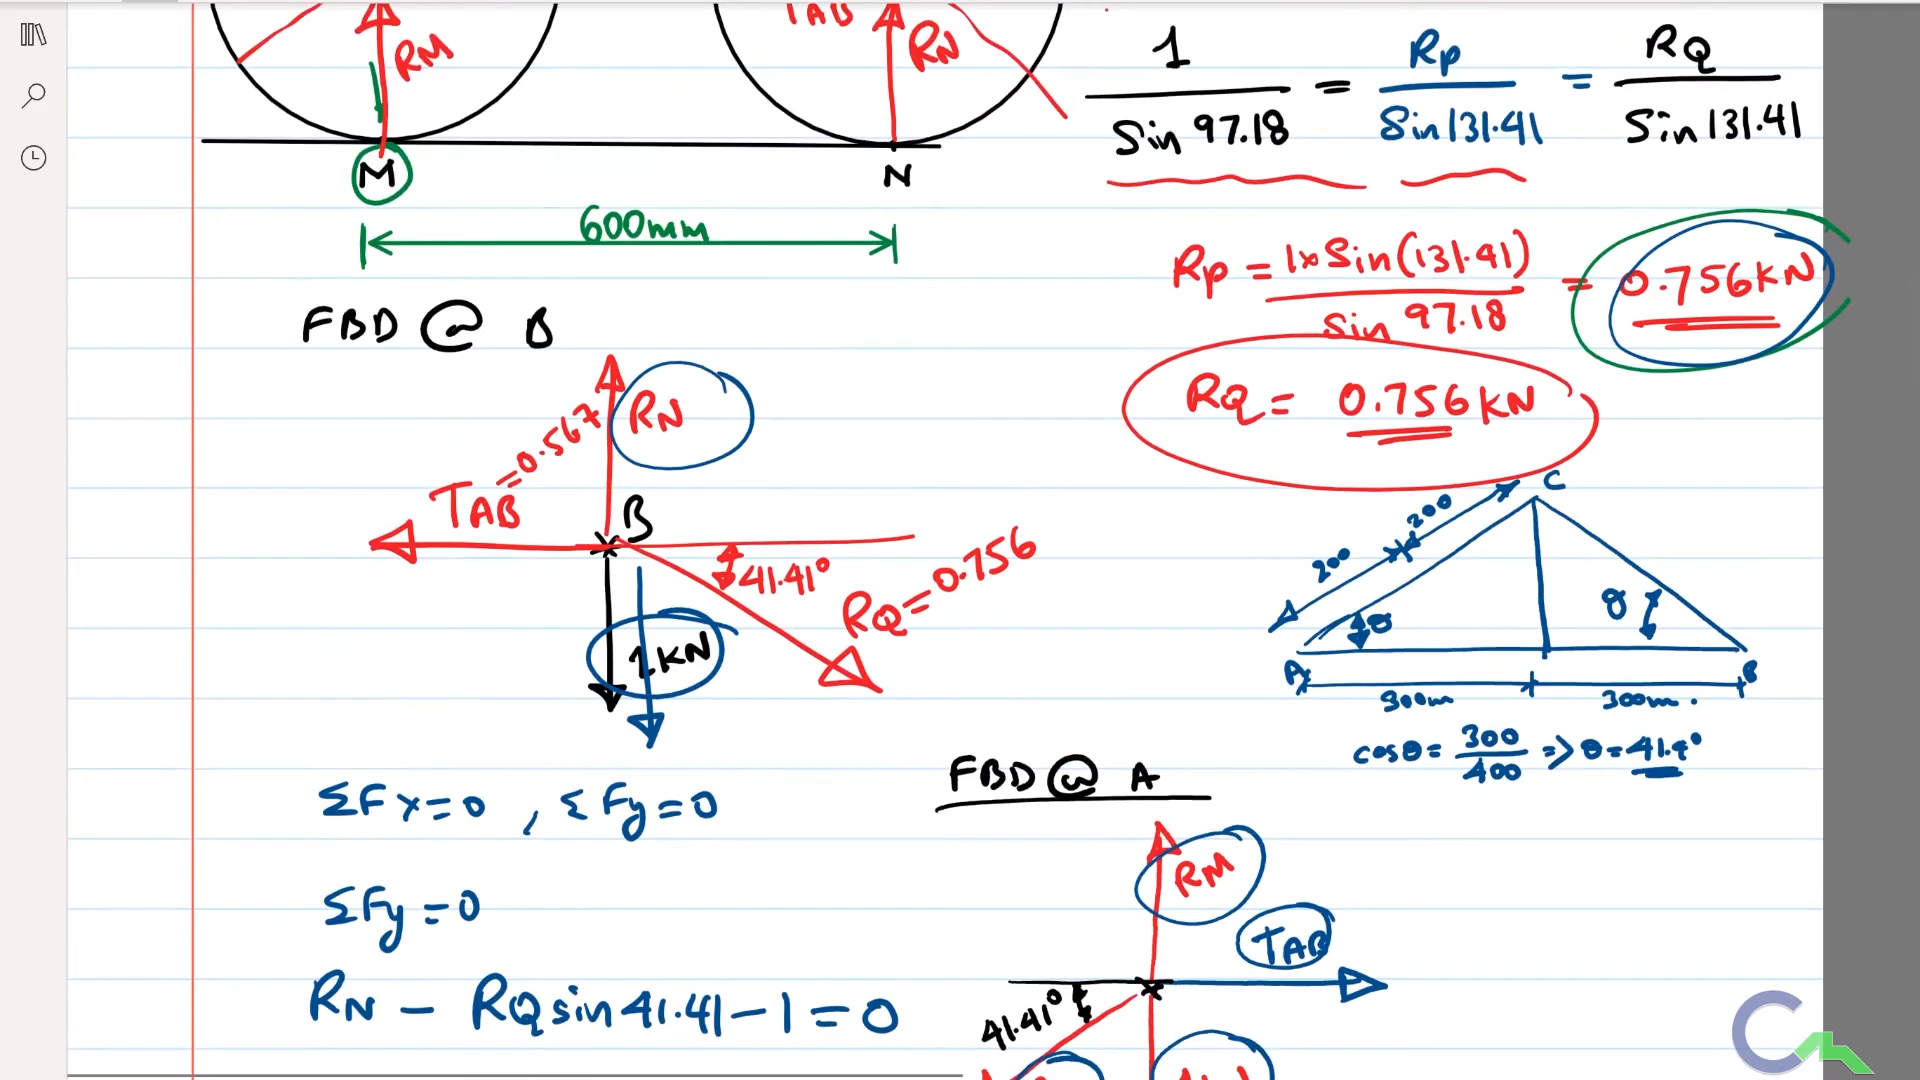 RM
TAB
RN
M
N
600mm
1 / Sin 97.18 = Rp / Sin 131.41 = RQ / Sin 131.41
Rp = 1x Sin(131.41) / Sin 97.18 = 0.756KN
RQ = 0.756KN
FBD @ B
RN
TAB = 0.567
B
41.41°
RQ = 0.756
1KN
C
200
200
θ
θ
A
B
300m
300m.
cosθ = 300 / 400 => θ = 41.4°
ΣFx=0 , ΣFy=0
ΣFy=0
RN - RQ sin 41.41 - 1 = 0
FBD @ A
RM
TAB
41.41°